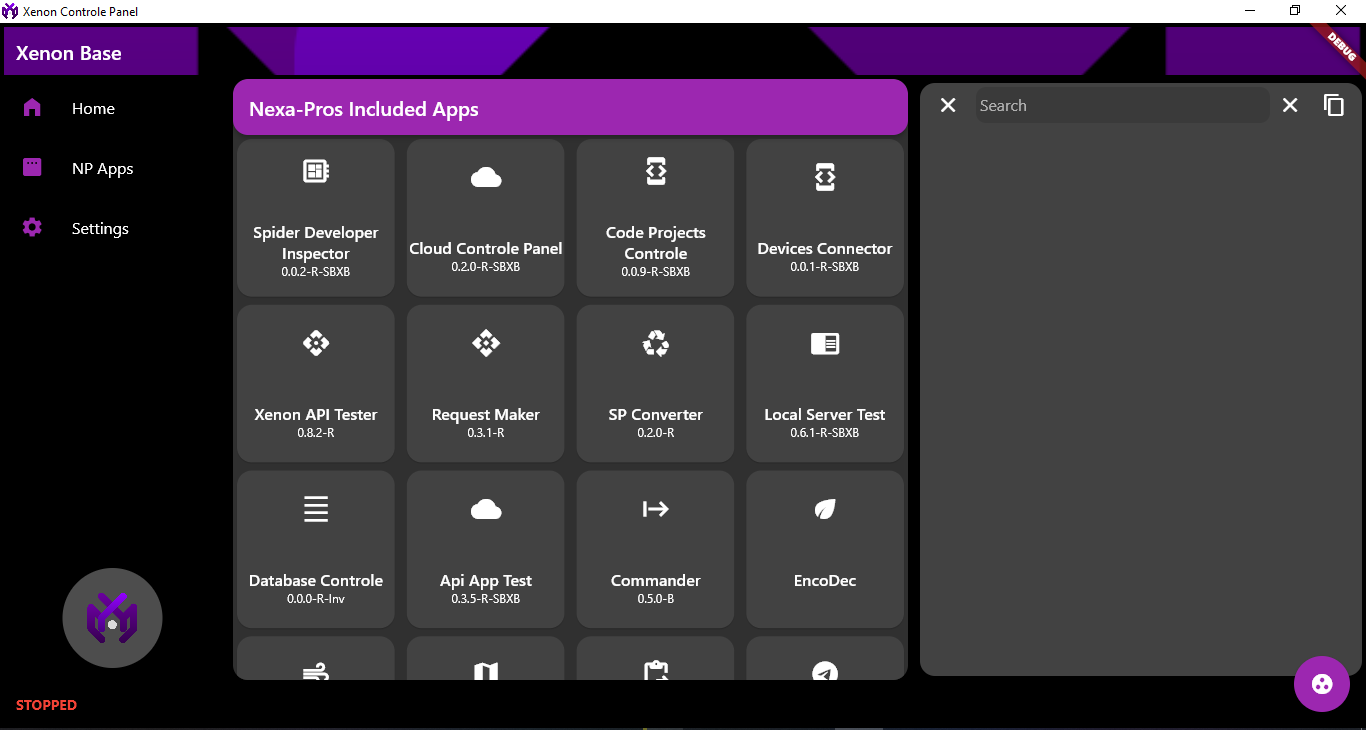 Xenon Controle Panel
DEBUG
Xenon Base
Home
NP Apps
Settings
STOPPED
Nexa-Pros Included Apps
Spider Developer
Inspector
0.0.2-R-SBXB
Cloud Controle Panel
0.2.0-R-SBXB
Code Projects
Controle
0.0.9-R-SBXB
Devices Connector
0.0.1-R-SBXB
Xenon API Tester
0.8.2-R
Request Maker
0.3.1-R
SP Converter
0.2.0-R
Local Server Test
0.6.1-R-SBXB
Database Controle
0.0.0-R-Inv
Api App Test
0.3.5-R-SBXB
Commander
0.5.0-B
EncoDec
Search